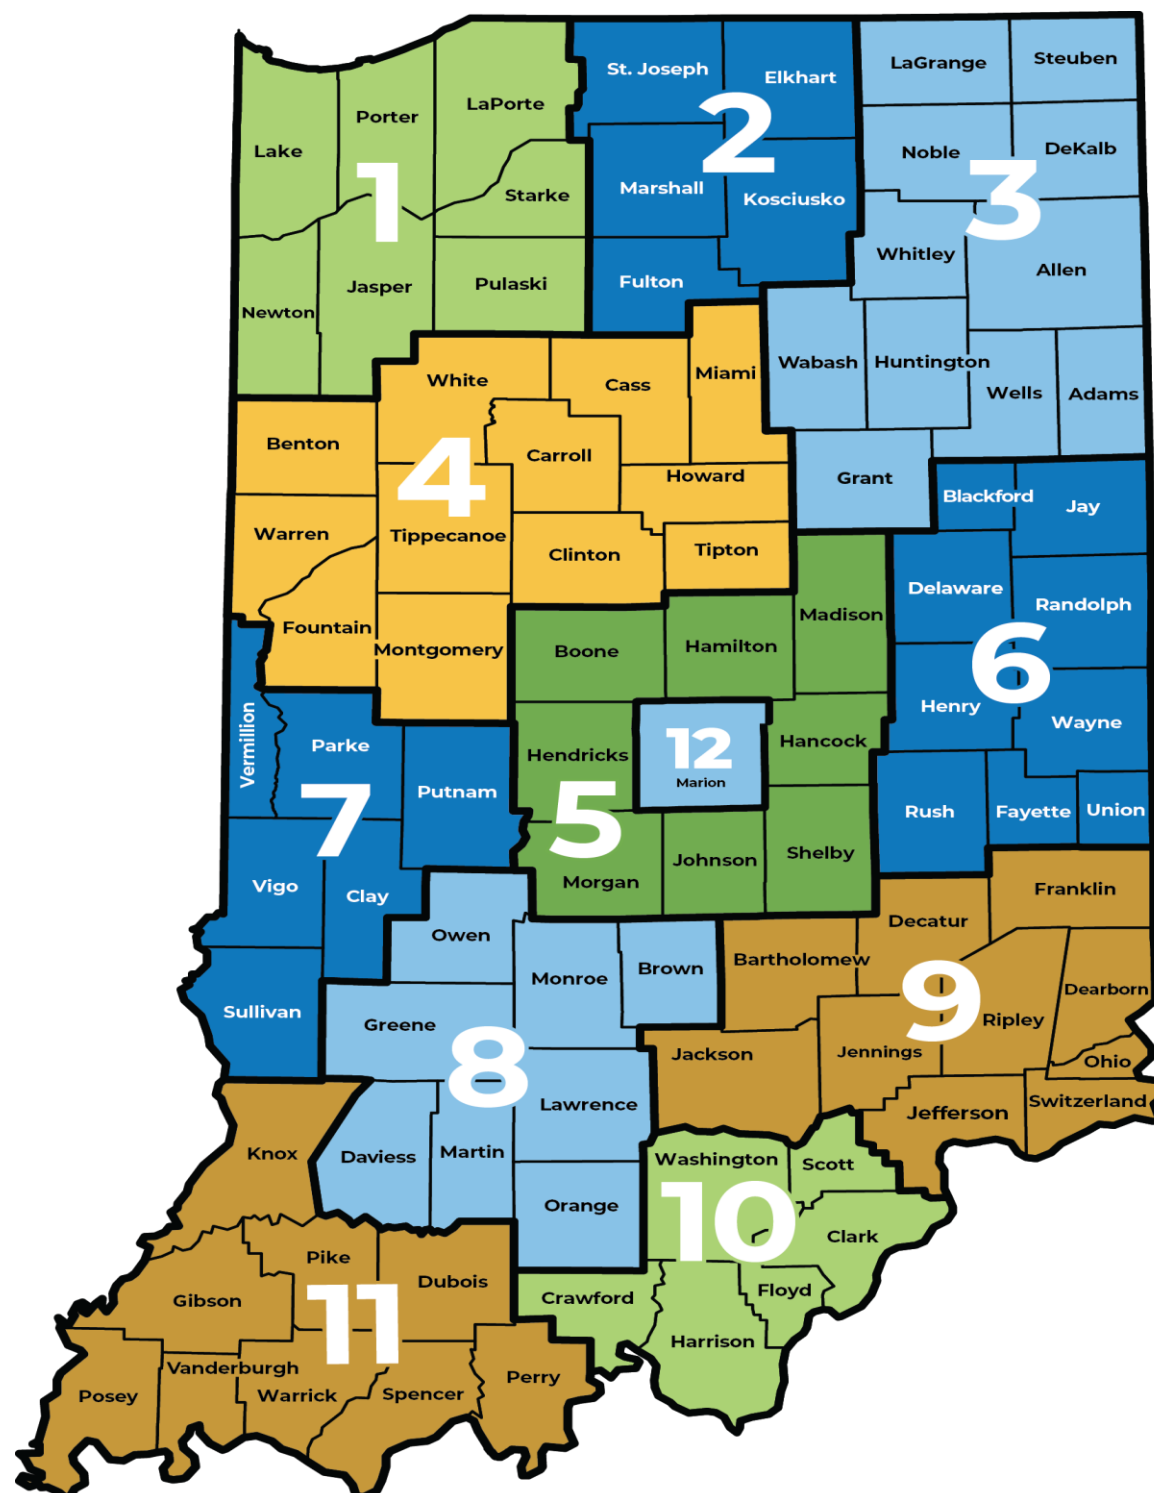 St. Joseph
Elkhart
LaGrange
Steuben
LaPorte
Porter
2
Lake
Noble
DeKalb
Marshall
Starke
Kosciusko
3
1
Whitley
Allen
Jasper
Pulaski
Fulton
Newton
Wabash
Huntington
White
Cass
Miami
Wells
Adams
Benton
Carroll
4
Howard
Grant
Blackford
Jay
Warren
Tippecanoe
Clinton
Tipton
Delaware
Randolph
Madison
Fountain
Montgomery
Boone
Hamilton
6
Henry
Wayne
Vermillion
Parke
Hendricks
12
Marion
Hancock
Putnam
7
5
Rush
Fayette
Union
Johnson
Shelby
Vigo
Clay
Morgan
Franklin
Owen
Decatur
Monroe
Brown
Bartholomew
Dearborn
9
Sullivan
Greene
Ripley
Jackson
Jennings
Ohio
8
Lawrence
Jefferson
Switzerland
Knox
Daviess
Martin
Washington
Scott
Orange
10
Clark
Pike
Dubois
Crawford
Floyd
Gibson
11
Harrison
Posey
Vanderburgh
Warrick
Spencer
Perry